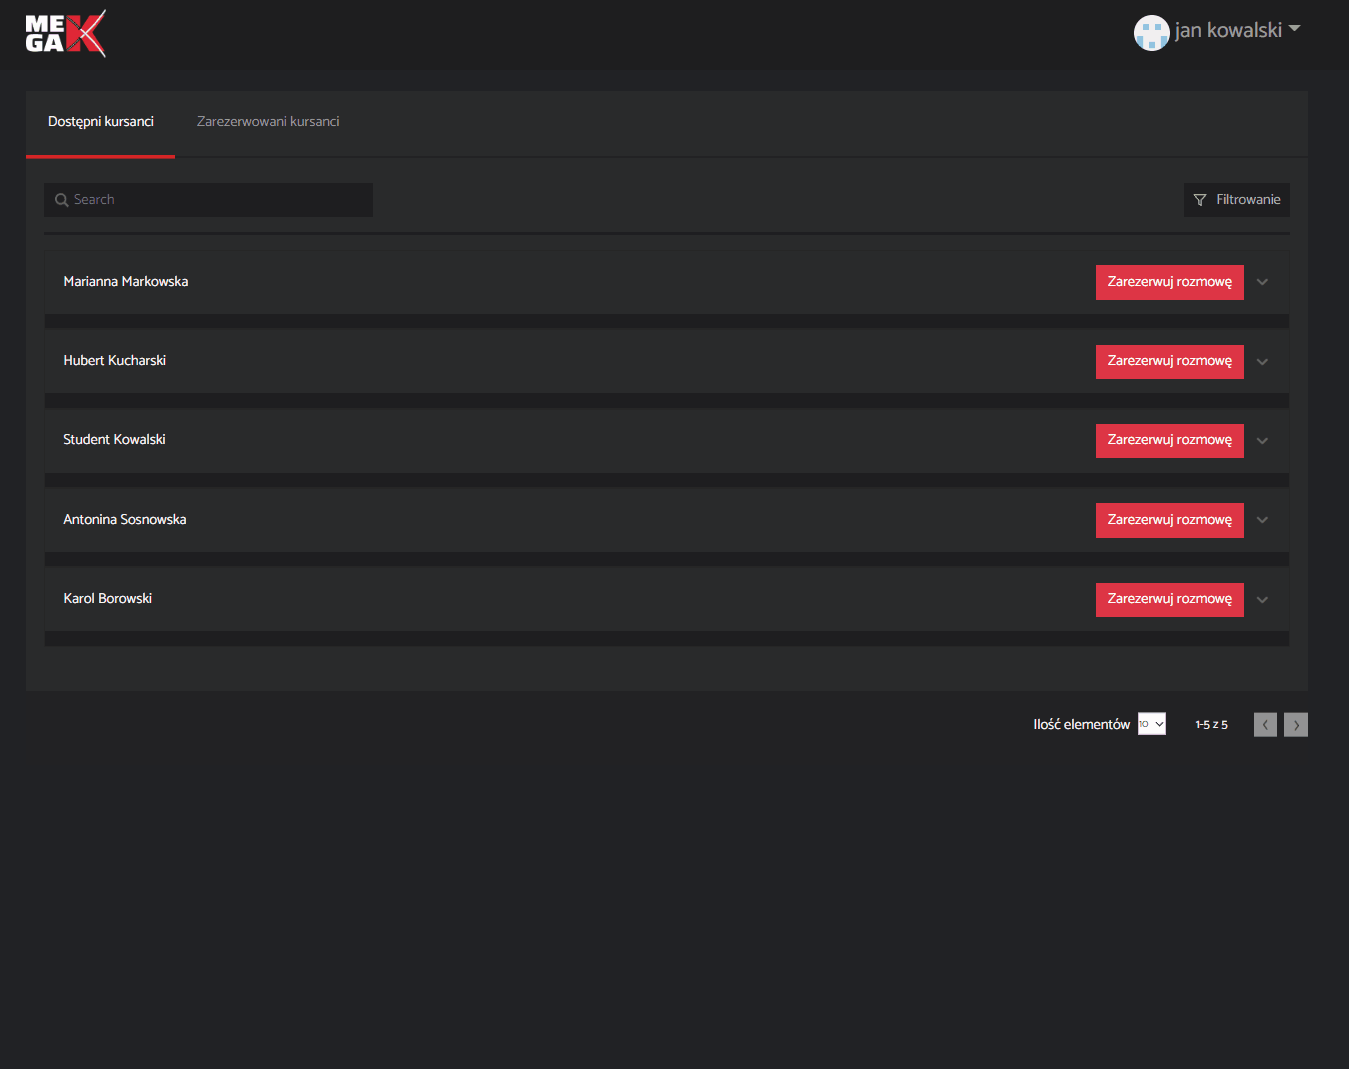 MEGAK
jan kowalski
Dostępni kursanci
Zarezerwowani kursanci
Search
Filtrowanie
Marianna Markowska
Zarezerwuj rozmowę
Hubert Kucharski
Zarezerwuj rozmowę
Student Kowalski
Zarezerwuj rozmowę
Antonina Sosnowska
Zarezerwuj rozmowę
Karol Borowski
Zarezerwuj rozmowę
Ilość elementów 10 1-5 z 5